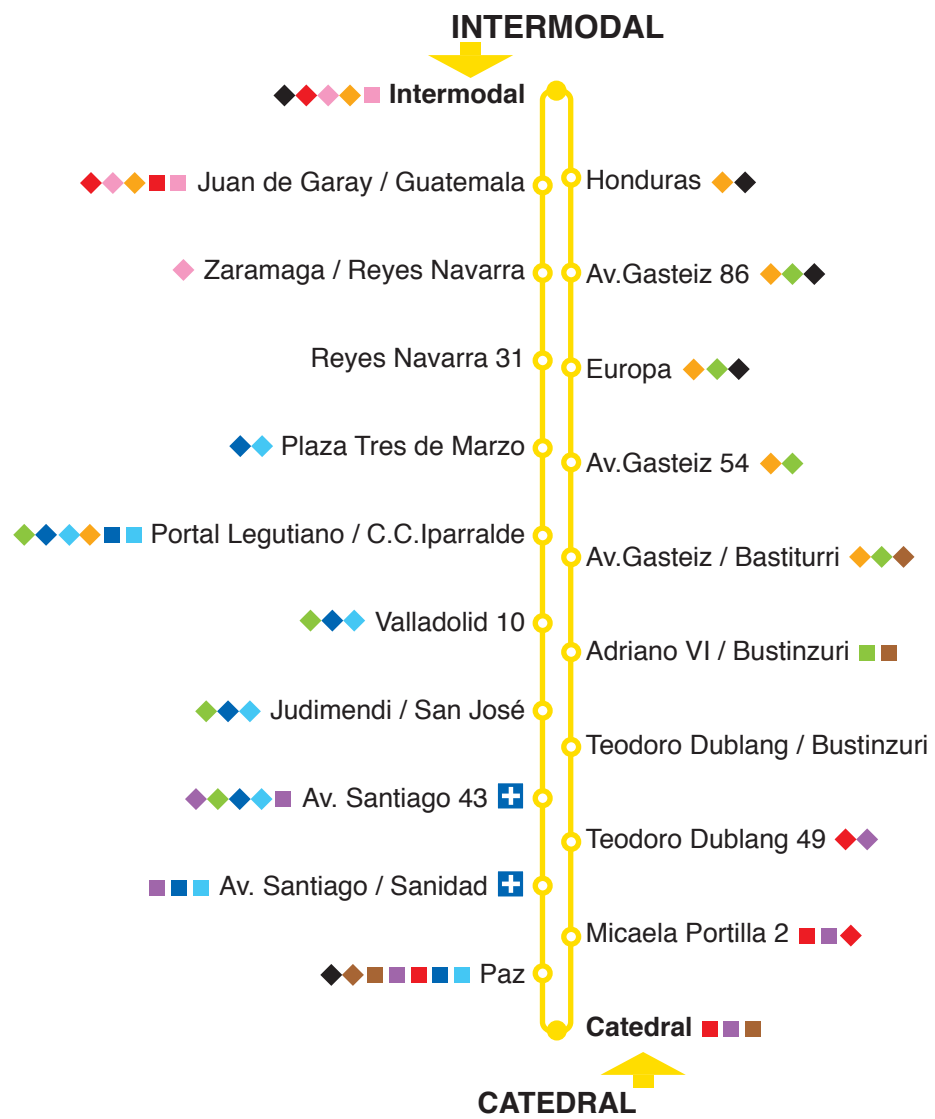 INTERMODAL
Intermodal
Juan de Garay / Guatemala
Honduras
Zaramaga / Reyes Navarra
Av.Gasteiz 86
Reyes Navarra 31
Europa
Plaza Tres de Marzo
Av.Gasteiz 54
Portal Legutiano / C.C.Iparralde
Av.Gasteiz / Bastiturri
Valladolid 10
Adriano VI / Bustinzuri
Judimendi / San José
Teodoro Dublang / Bustinzuri
Av. Santiago 43
Teodoro Dublang 49
Av. Santiago / Sanidad
Micaela Portilla 2
Paz
Catedral
CATEDRAL